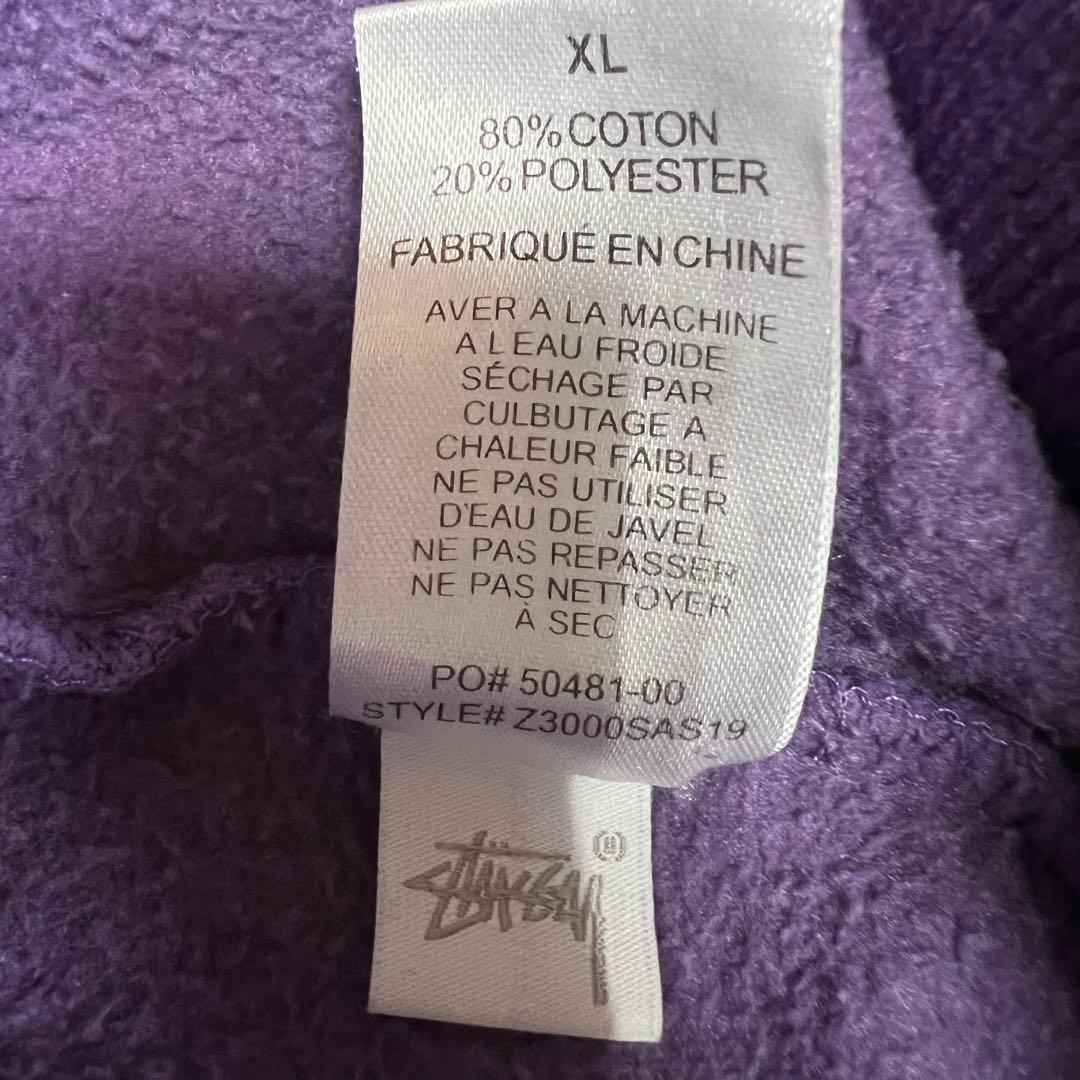 XL
80% COTON
20% POLYESTER
FABRIQUÉ EN CHINE
AVER A LA MACHINE
A L EAU FROIDE
SÉCHAGE PAR
CULBUTAGE A
CHALEUR FAIBLE
NE PAS UTILISER
D'EAU DE JAVEL
NE PAS REPASSER
NE PAS NETTOYER
À SEC
PO# 50481-00
STYLE# Z3000SAS19
Stüssy